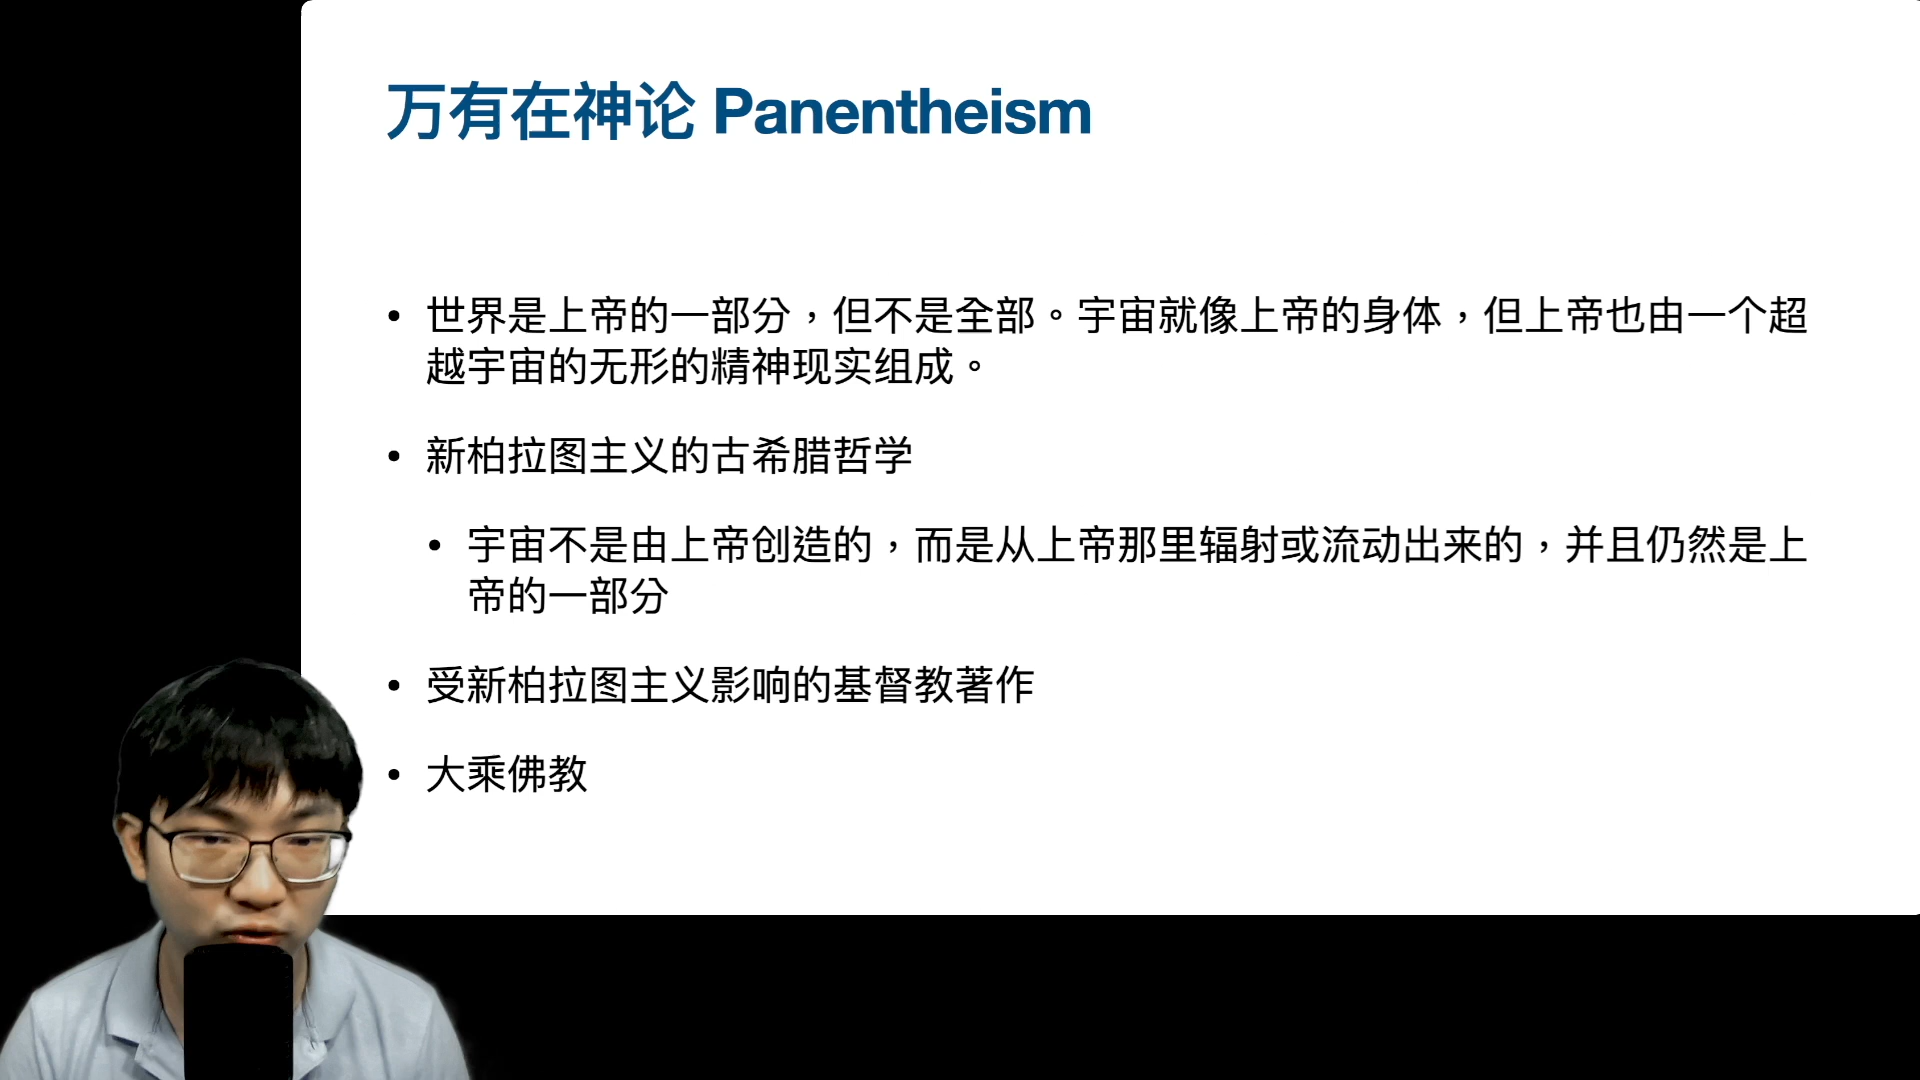 万有在神论 Panentheism
• 世界是上帝的一部分，但不是全部。宇宙就像上帝的身体，但上帝也由一个超
越宇宙的无形的精神现实组成。
• 新柏拉图主义的古希腊哲学
• 宇宙不是由上帝创造的，而是从上帝那里辐射或流动出来的，并且仍然是上
帝的一部分
• 受新柏拉图主义影响的基督教著作
• 大乘佛教